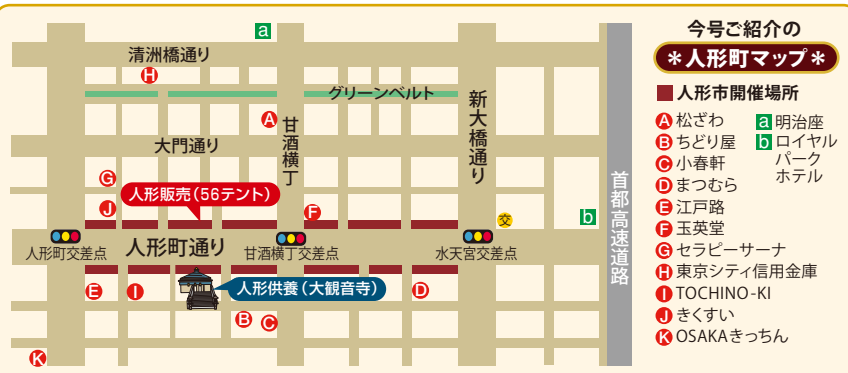 a
清洲橋通り
H
グリーンベルト
A
大門通り
甘酒横丁
新大橋通り
G
J
人形販売（56テント）
F
交
b
首都高速道路
人形町交差点
人形町通り
甘酒横丁交差点
水天宮交差点
E
I
人形供養（大観音寺）
D
B
C
K
今号ご紹介の
＊人形町マップ＊
人形市開催場所
A 松ざわ
B ちどり屋
C 小春軒
D まつむら
E 江戸路
F 玉英堂
G セラピーサーナ
H 東京シティ信用金庫
I TOCHINO-KI
J きくすい
K OSAKAきっちん
a 明治座
b ロイヤル
パーク
ホテル